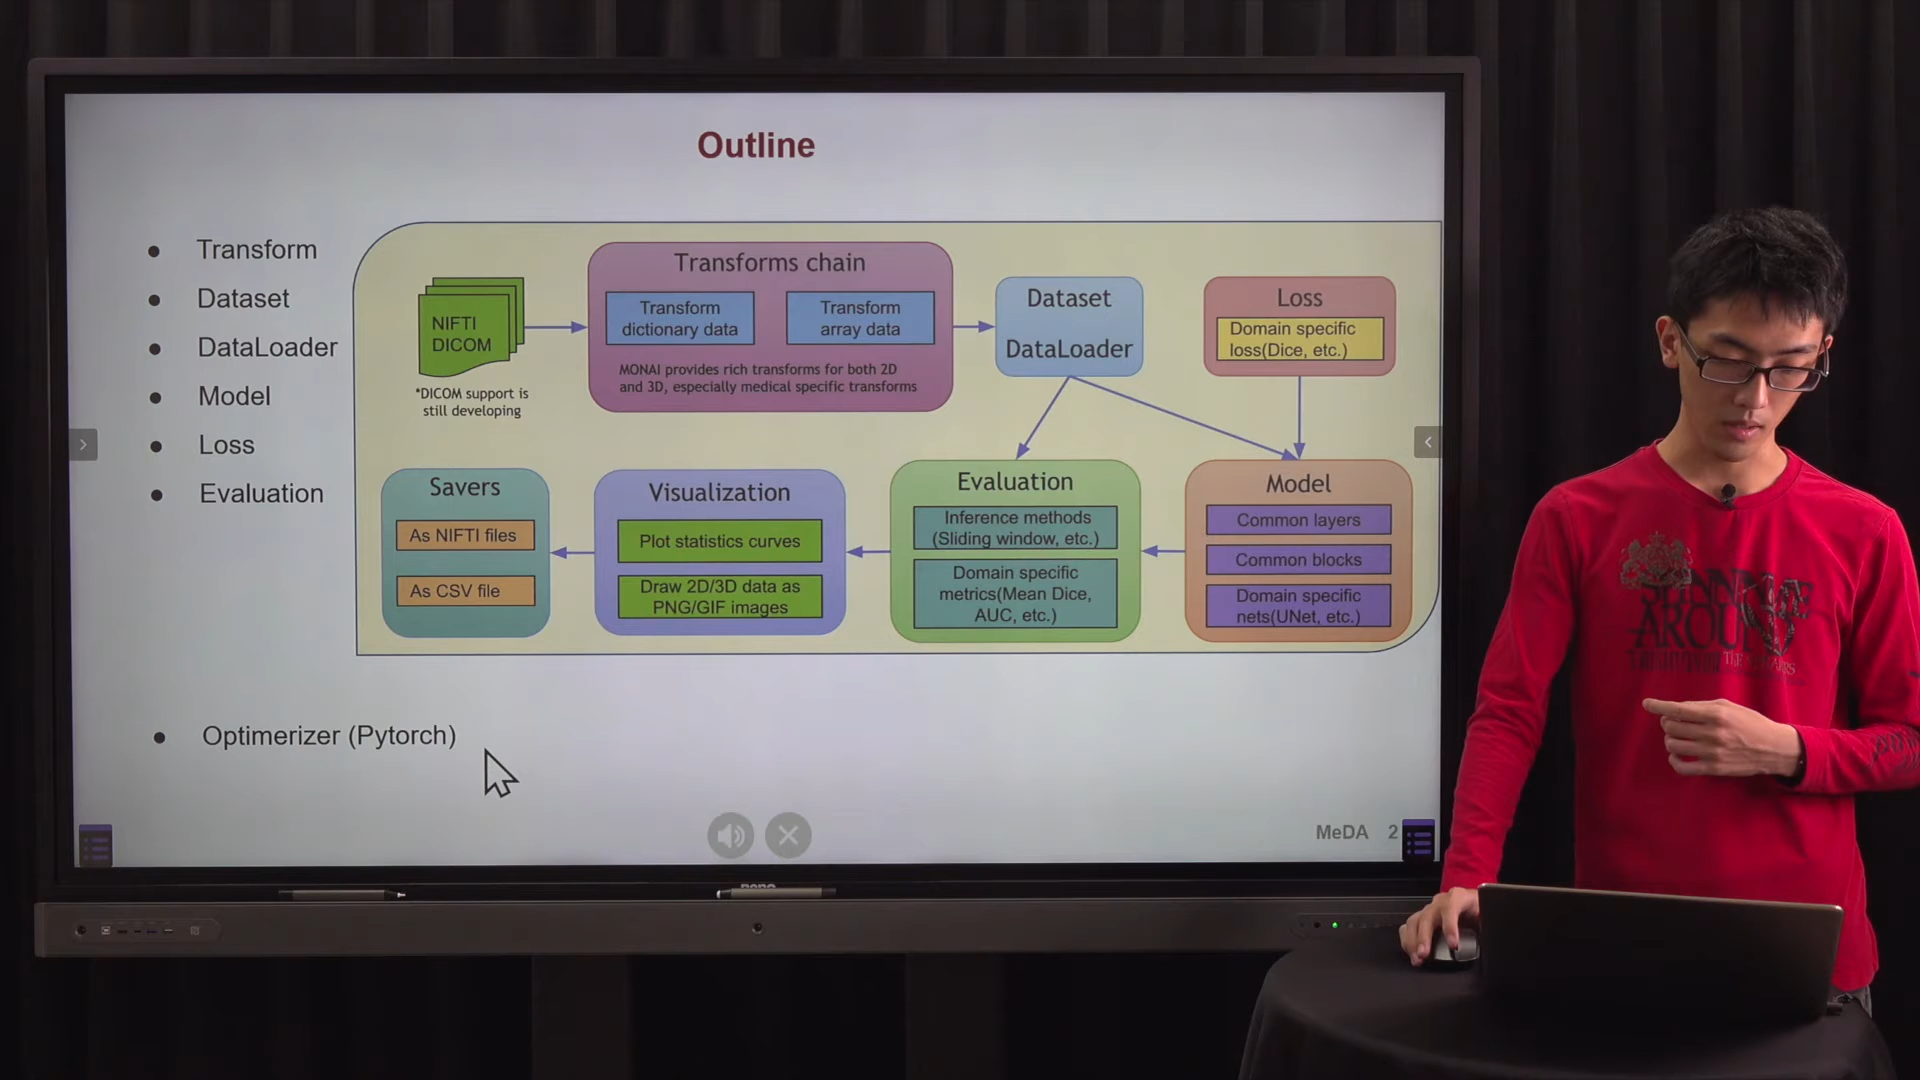 Outline
Transform
Dataset
DataLoader
Model
Loss
Evaluation
NIFTI
DICOM
*DICOM support is
still developing
Transforms chain
Transform
dictionary data
Transform
array data
MONAI provides rich transforms for both 2D
and 3D, especially medical specific transforms
Dataset
DataLoader
Loss
Domain specific
loss(Dice, etc.)
Savers
As NIFTI files
As CSV file
Visualization
Plot statistics curves
Draw 2D/3D data as
PNG/GIF images
Evaluation
Inference methods
(Sliding window, etc.)
Domain specific
metrics(Mean Dice,
AUC, etc.)
Model
Common layers
Common blocks
Domain specific
nets(UNet, etc.)
Optimerizer (Pytorch)
MeDA 2